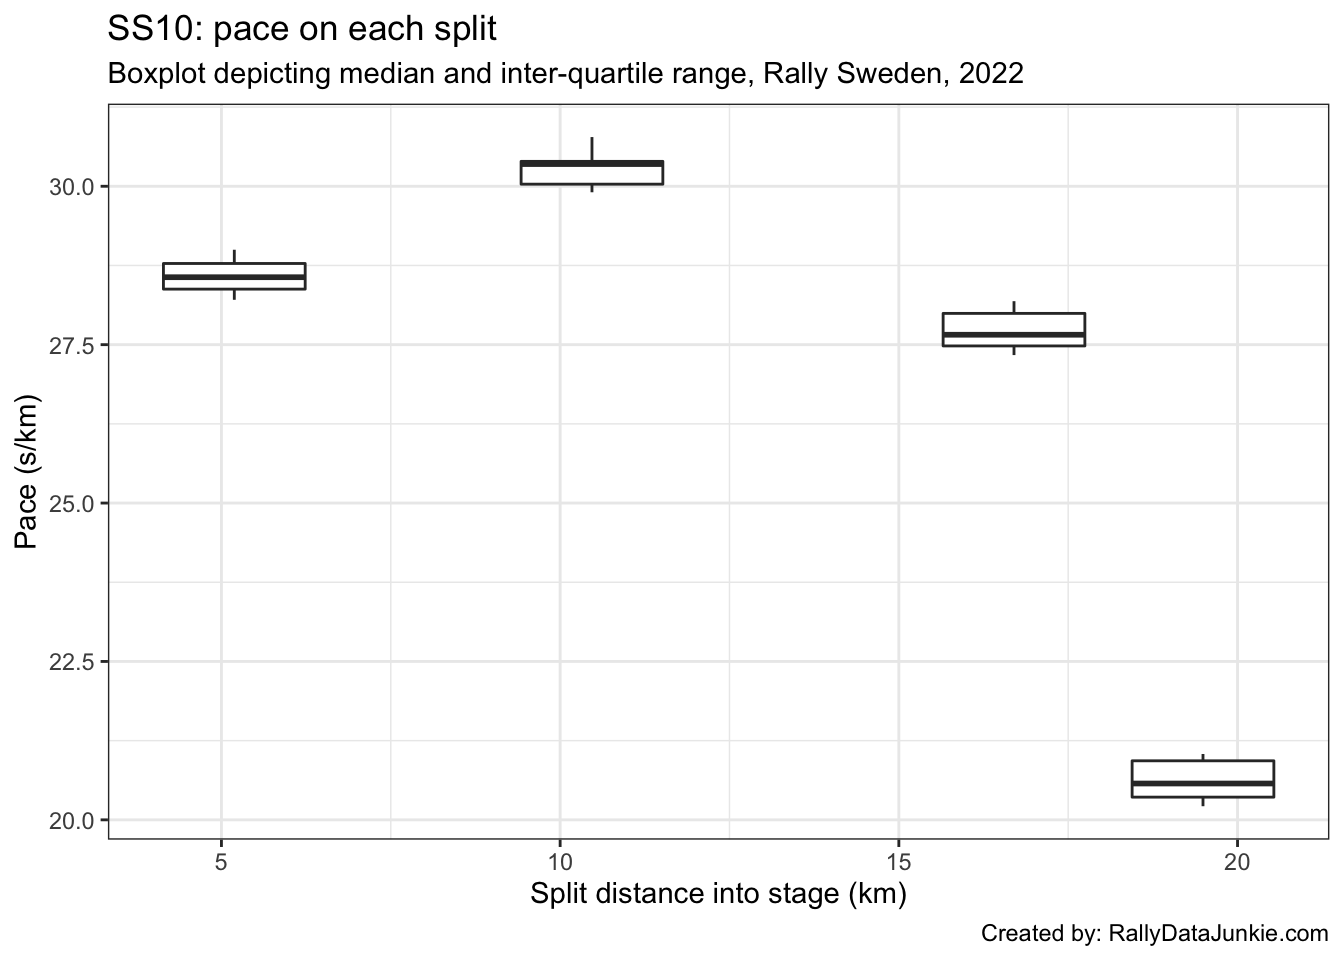 SS10: pace on each split
Boxplot depicting median and inter-quartile range, Rally Sweden, 2022
30.0
27.5
25.0
22.5
20.0
Pace (s/km)
5 10 15 20
Split distance into stage (km)
Created by: RallyDataJunkie.com